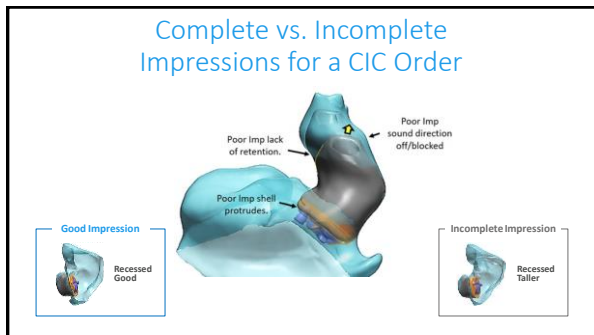 Complete vs. Incomplete
Impressions for a CIC Order
Poor Imp lack
of retention.
Poor Imp
sound direction
off/blocked
Poor Imp shell
protrudes.
Good Impression
Recessed
Good
Incomplete Impression
Recessed
Taller